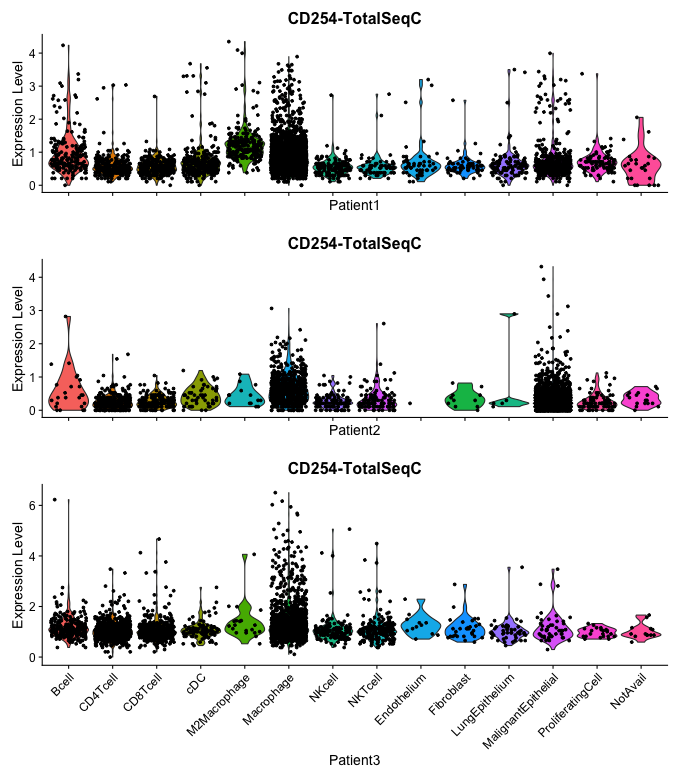 CD254-TotalSeqC
Expression Level
4
3
2
1
0
Patient1
CD254-TotalSeqC
Expression Level
4
3
2
1
0
Patient2
CD254-TotalSeqC
Expression Level
6
4
2
0
Bcell
CD4Tcell
CD8Tcell
cDC
M2Macrophage
Macrophage
NKcell
NKTcell
Endothelium
Fibroblast
LungEpithelium
MalignantEpithelial
ProliferatingCell
NotAvail
Patient3